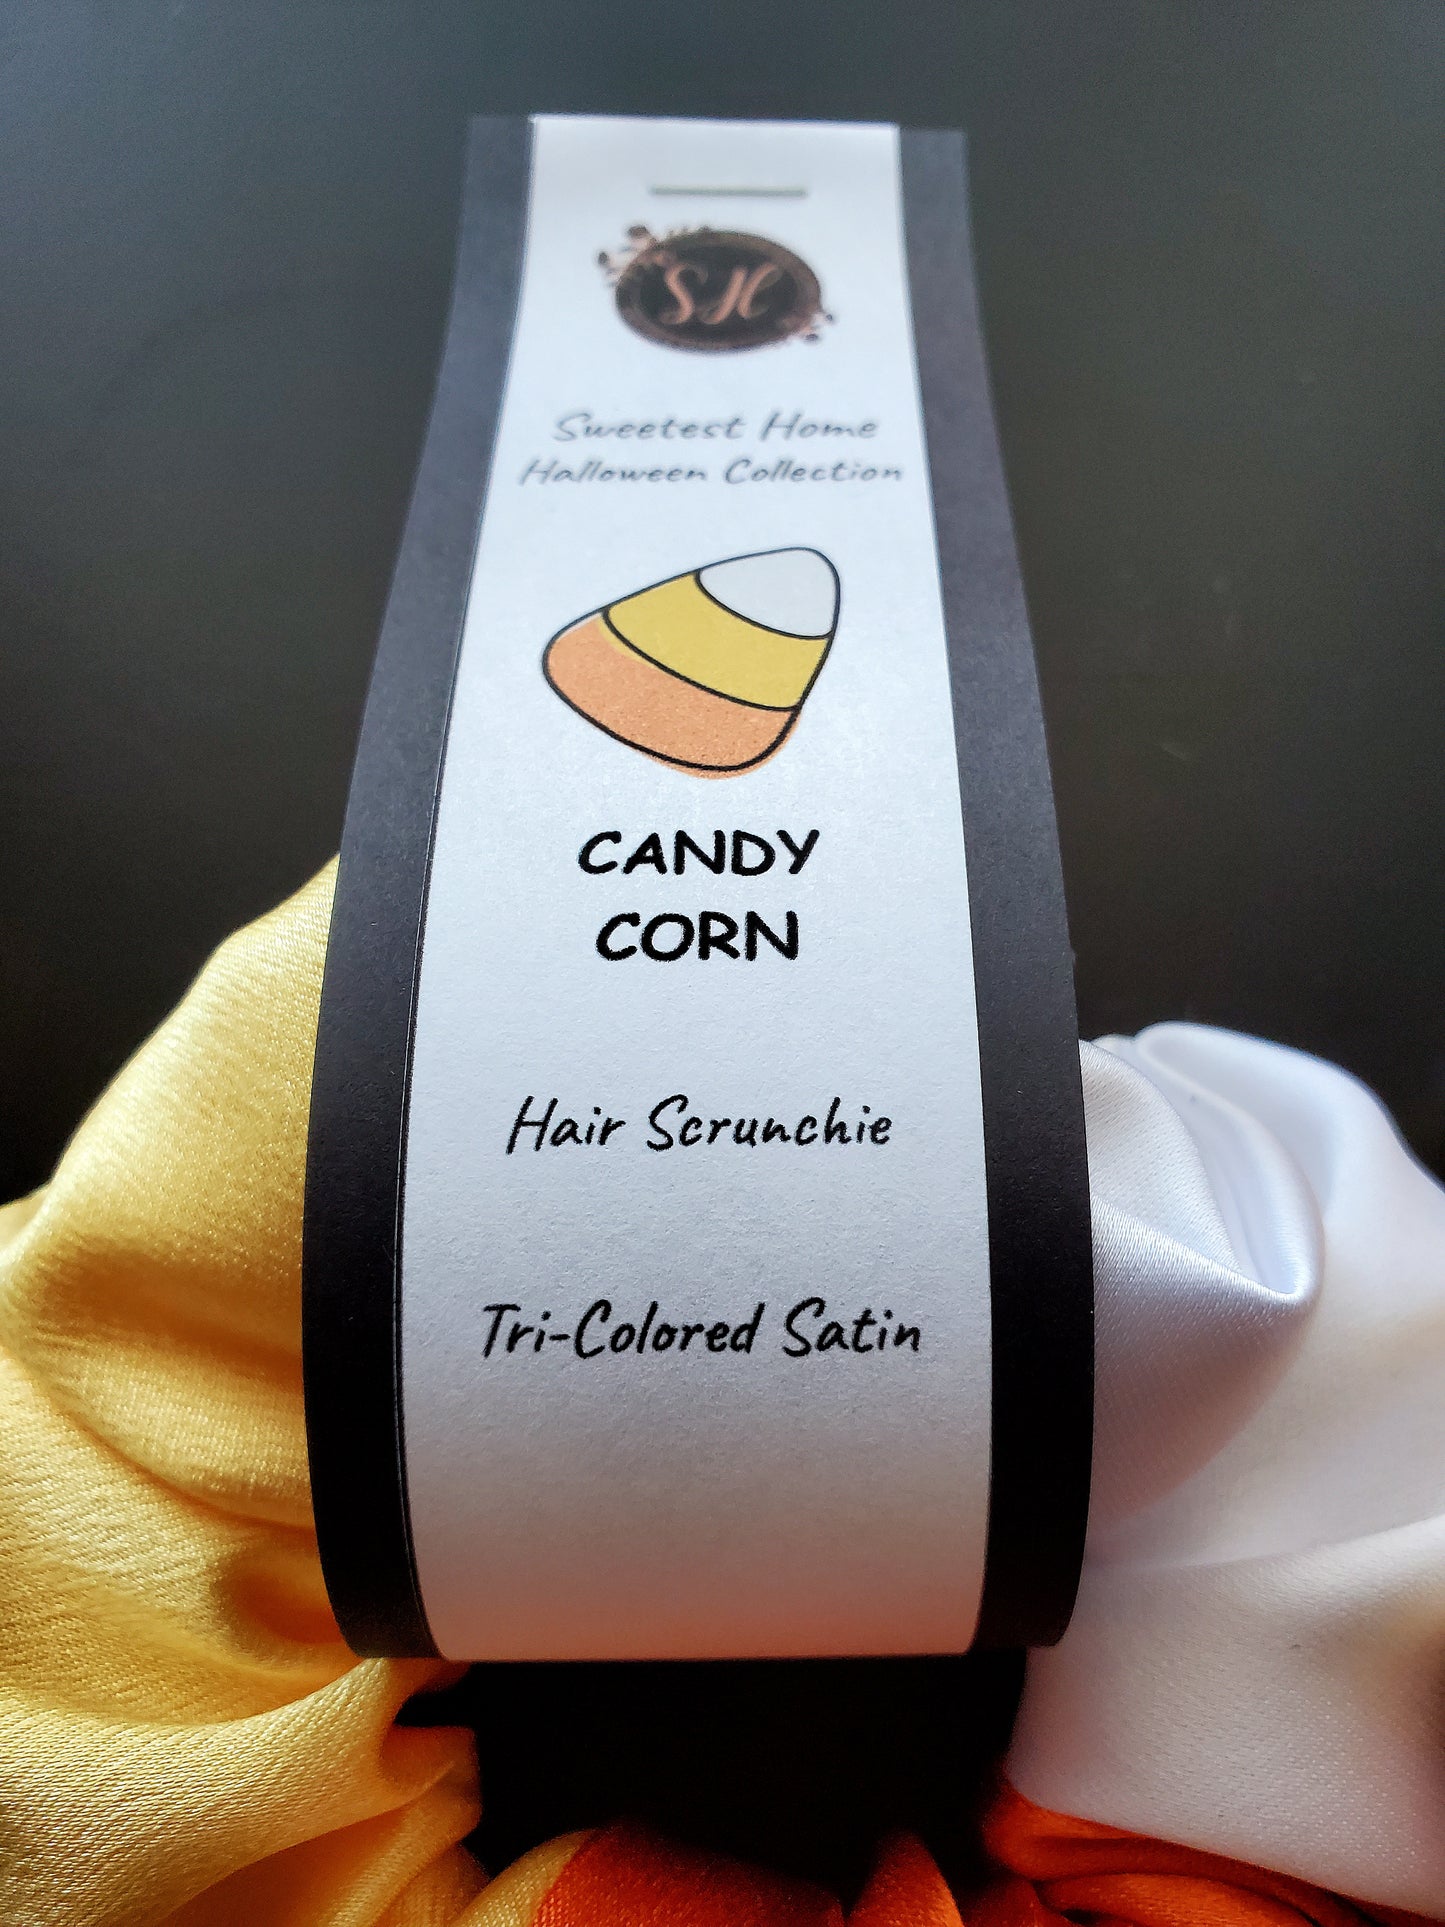 SH
Sweetest Home
Halloween Collection
CANDY
CORN
Hair Scrunchie
Tri-Colored Satin